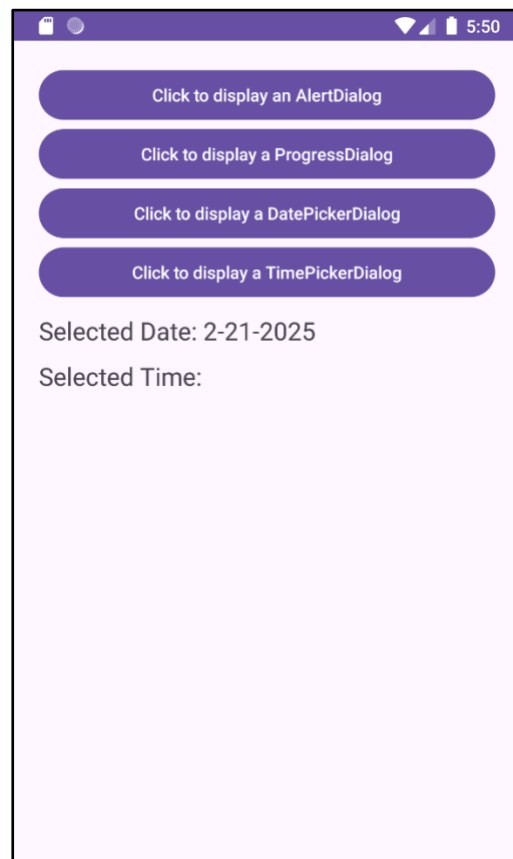 5:50
Click to display an AlertDialog
Click to display a ProgressDialog
Click to display a DatePickerDialog
Click to display a TimePickerDialog
Selected Date: 2-21-2025
Selected Time: